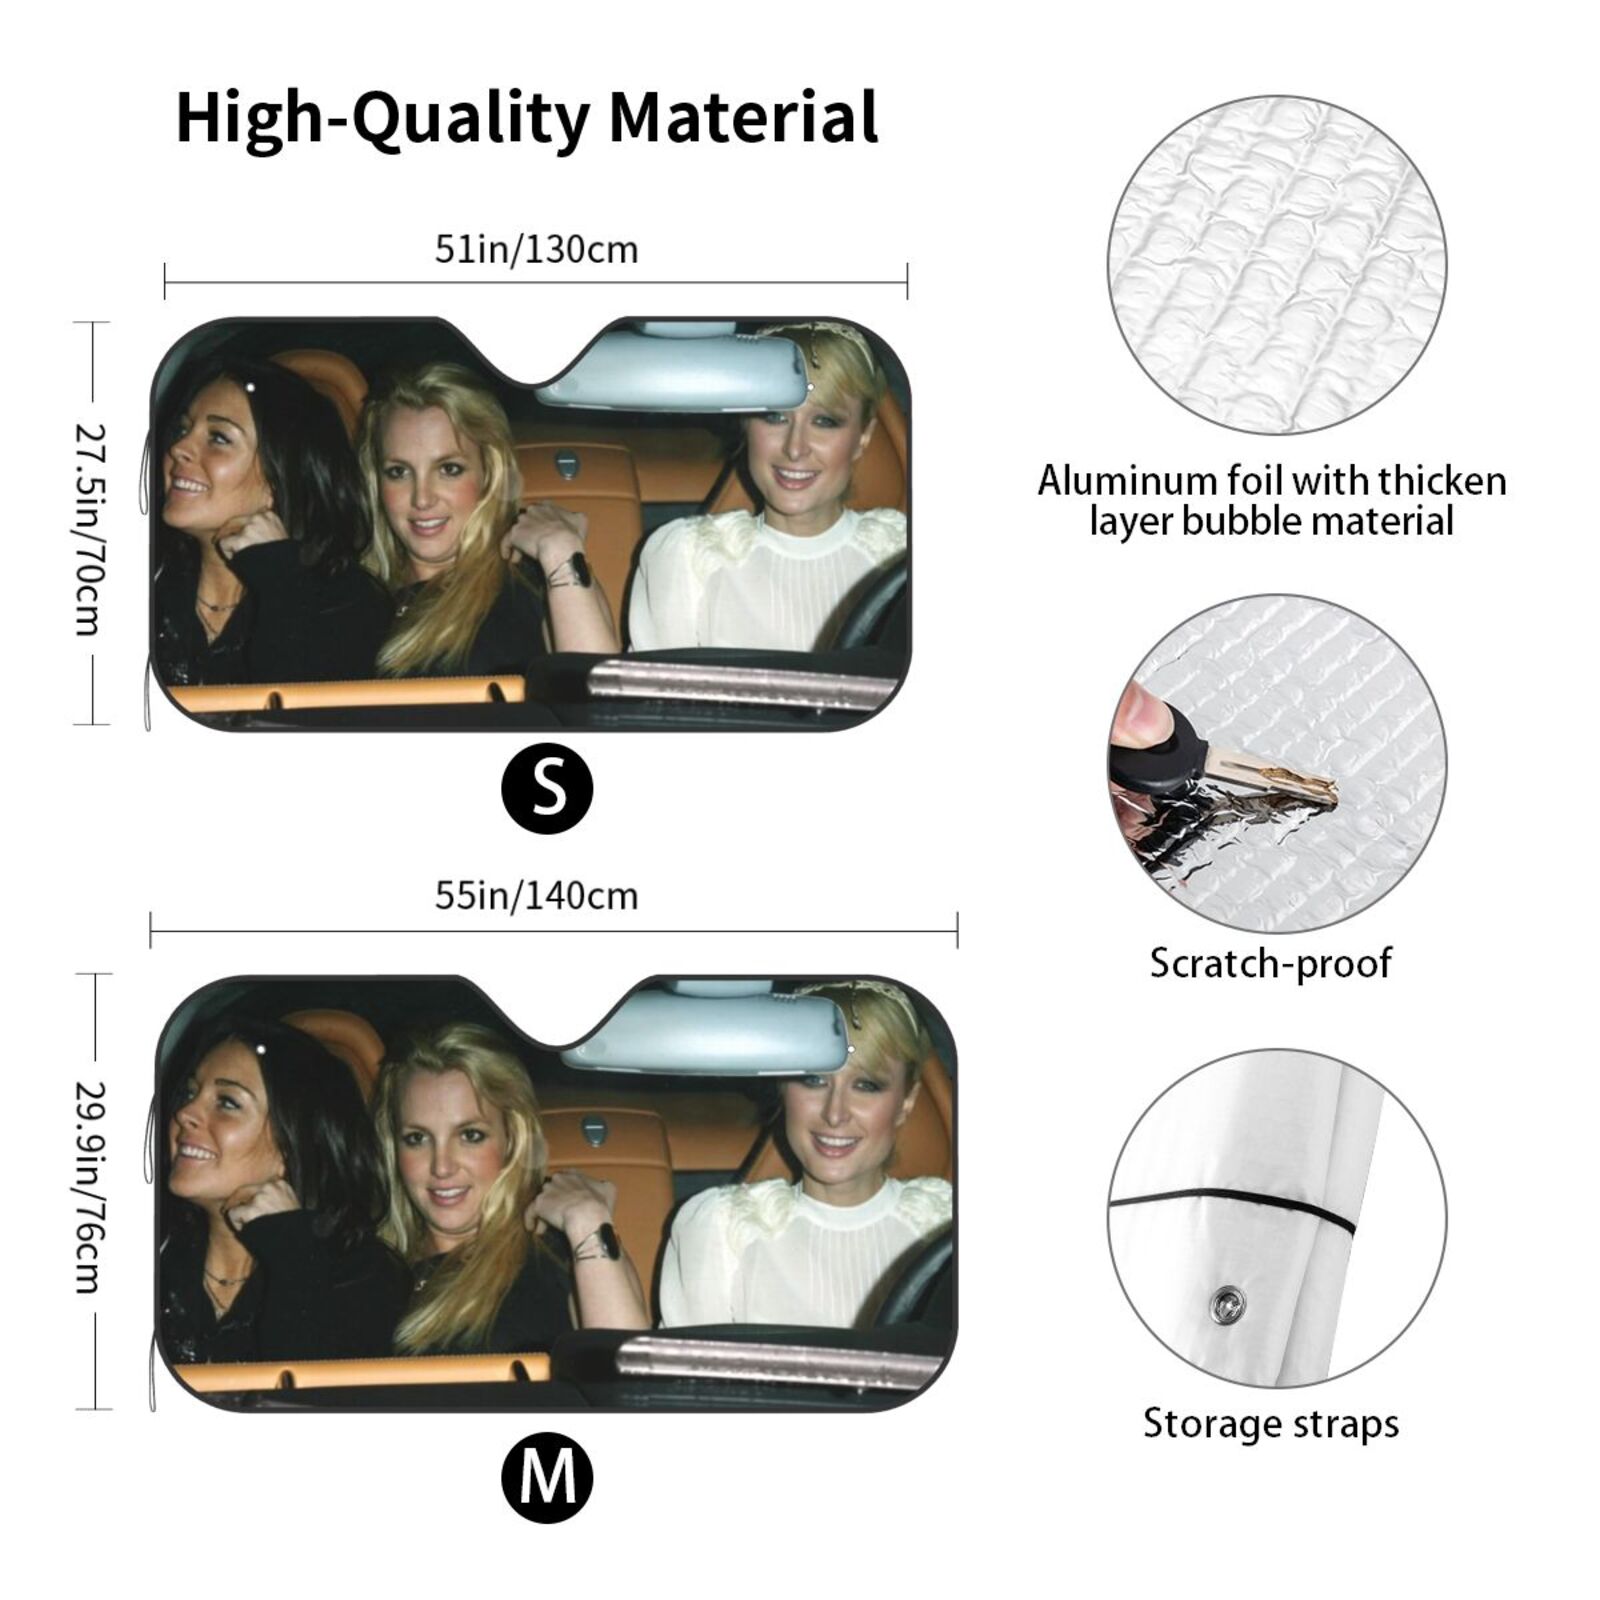 High-Quality Material
51in/130cm
27.5in/70cm
S
55in/140cm
29.9in/76cm
M
Aluminum foil with thicken
layer bubble material
Scratch-proof
Storage straps